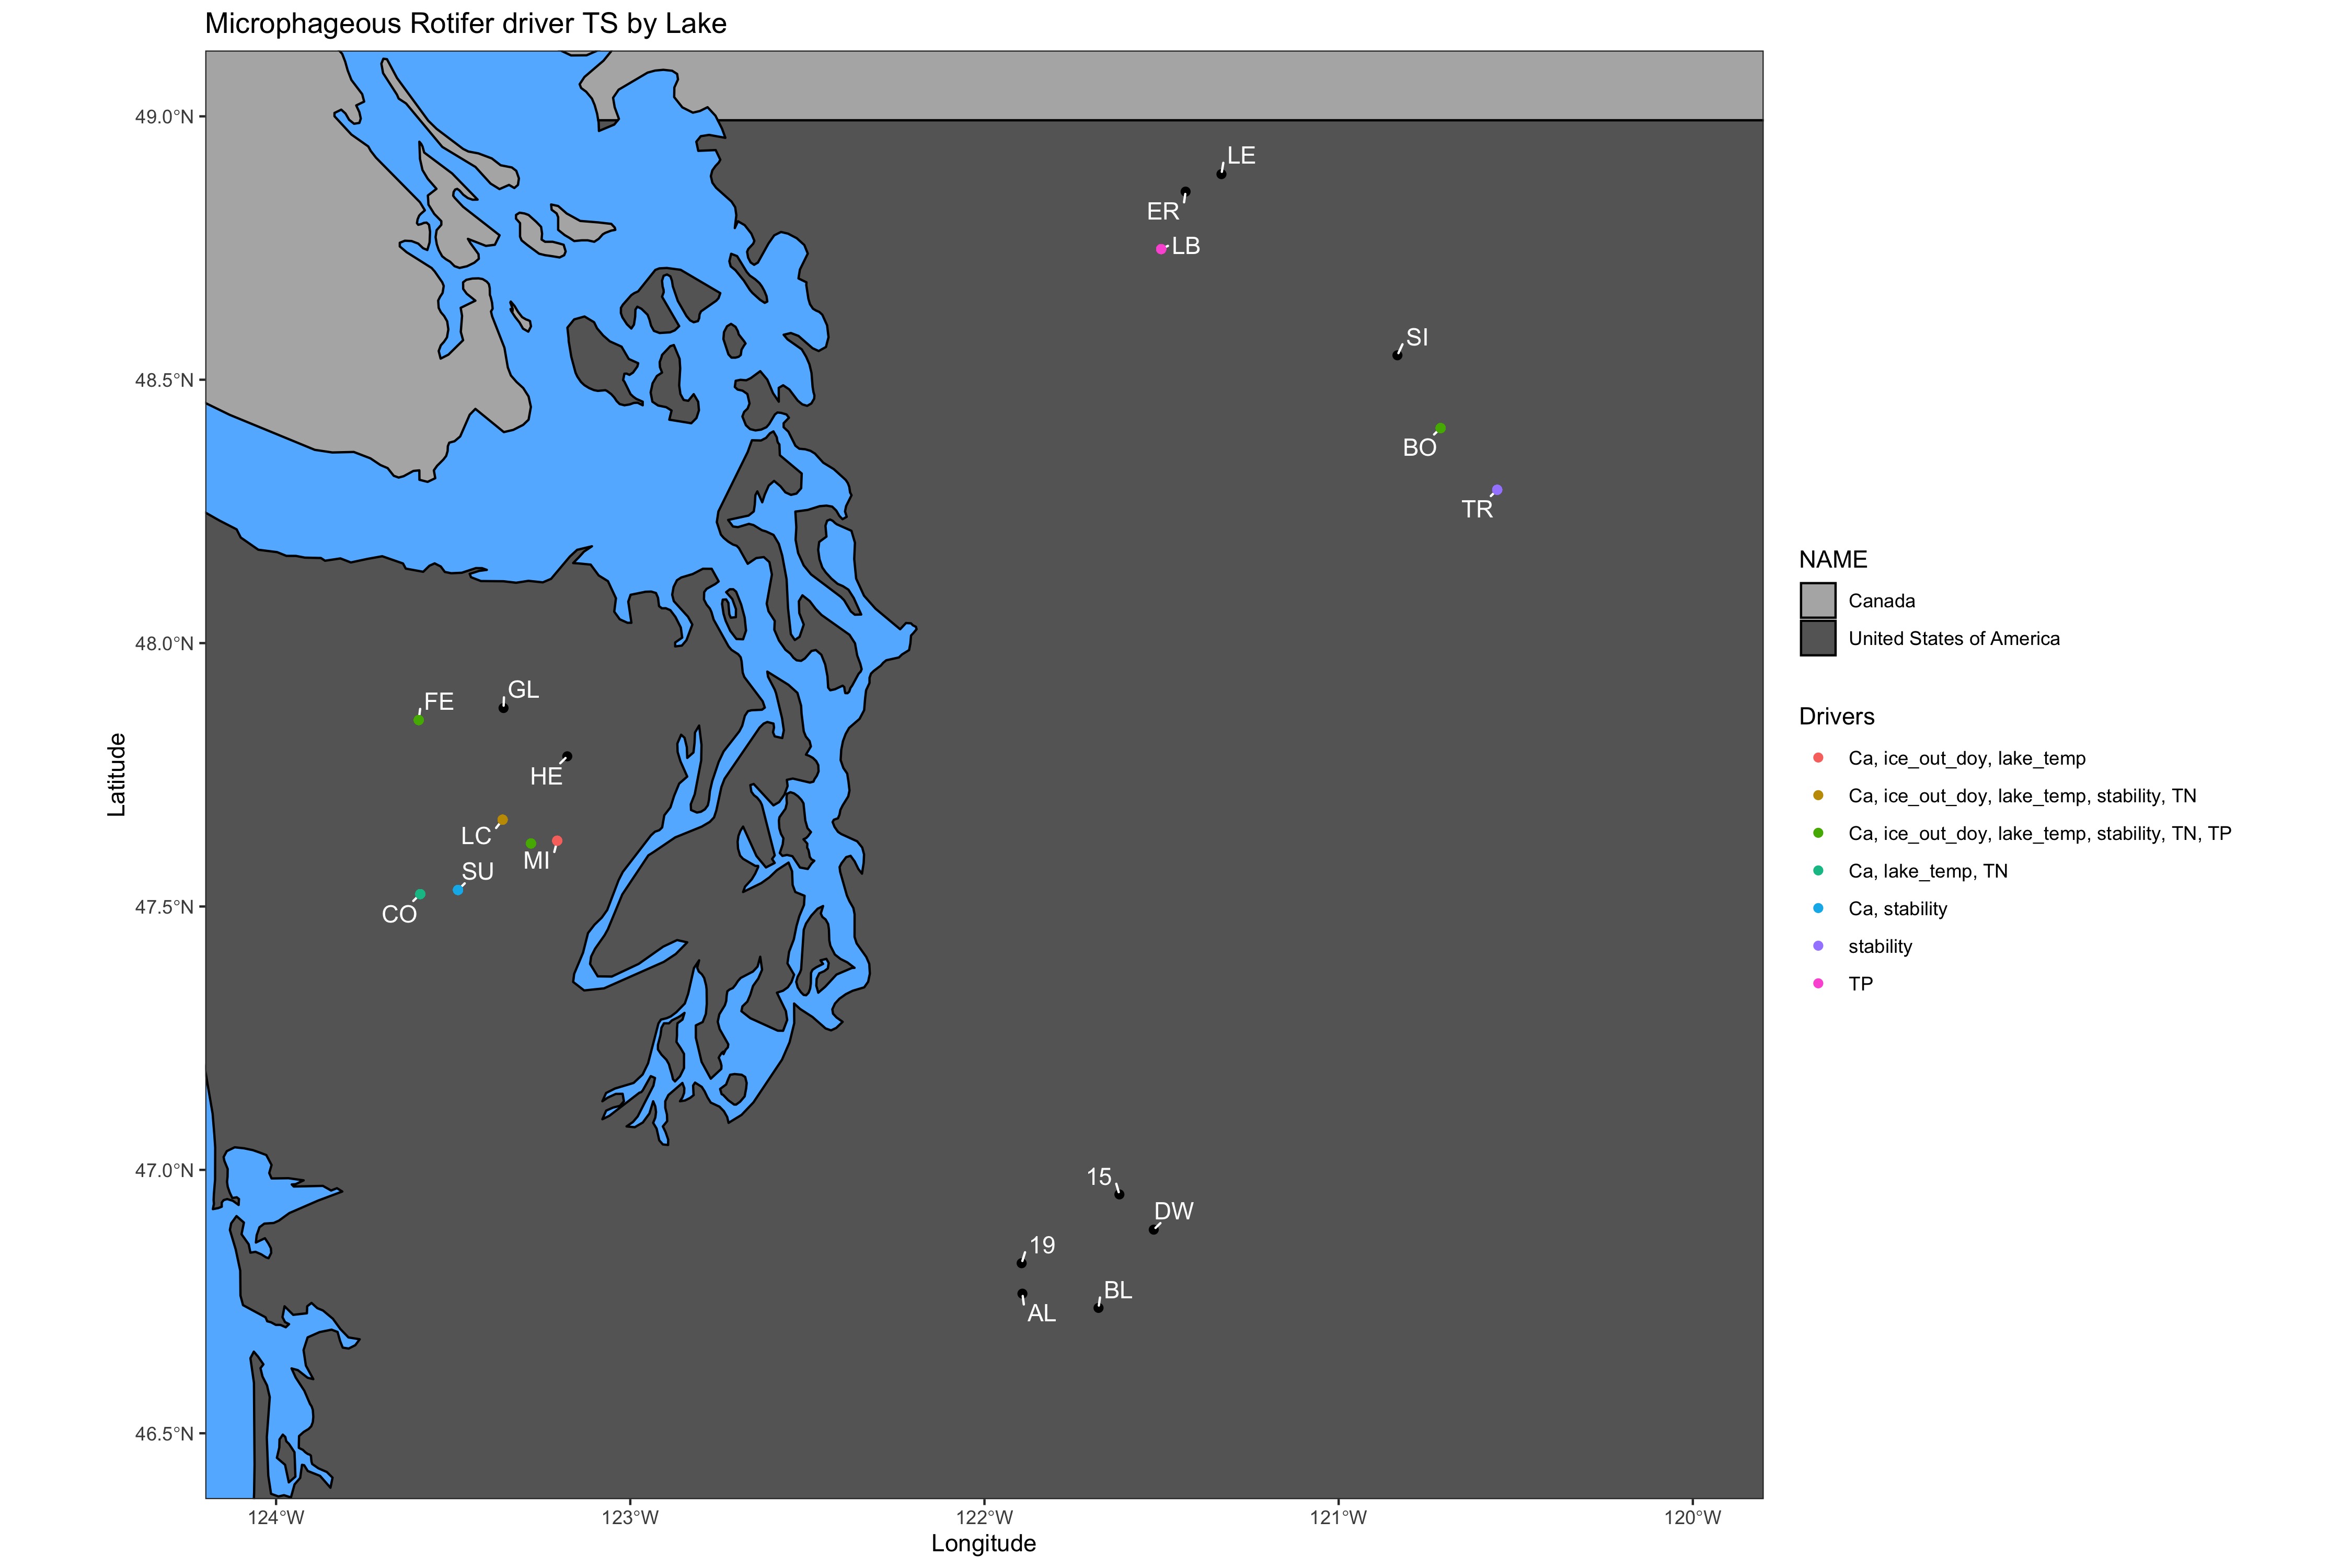 Microphageous Rotifer driver TS by Lake
49.0°N
48.5°N
48.0°N
47.5°N
47.0°N
46.5°N
Latitude
LE
ER
LB
SI
BO
TR
FE
GL
HE
LC
MI
SU
CO
15
DW
19
BL
AL
124°W
123°W
122°W
121°W
120°W
Longitude
NAME
Canada
United States of America
Drivers
Ca, ice_out_doy, lake_temp
Ca, ice_out_doy, lake_temp, stability, TN
Ca, ice_out_doy, lake_temp, stability, TN, TP
Ca, lake_temp, TN
Ca, stability
stability
TP